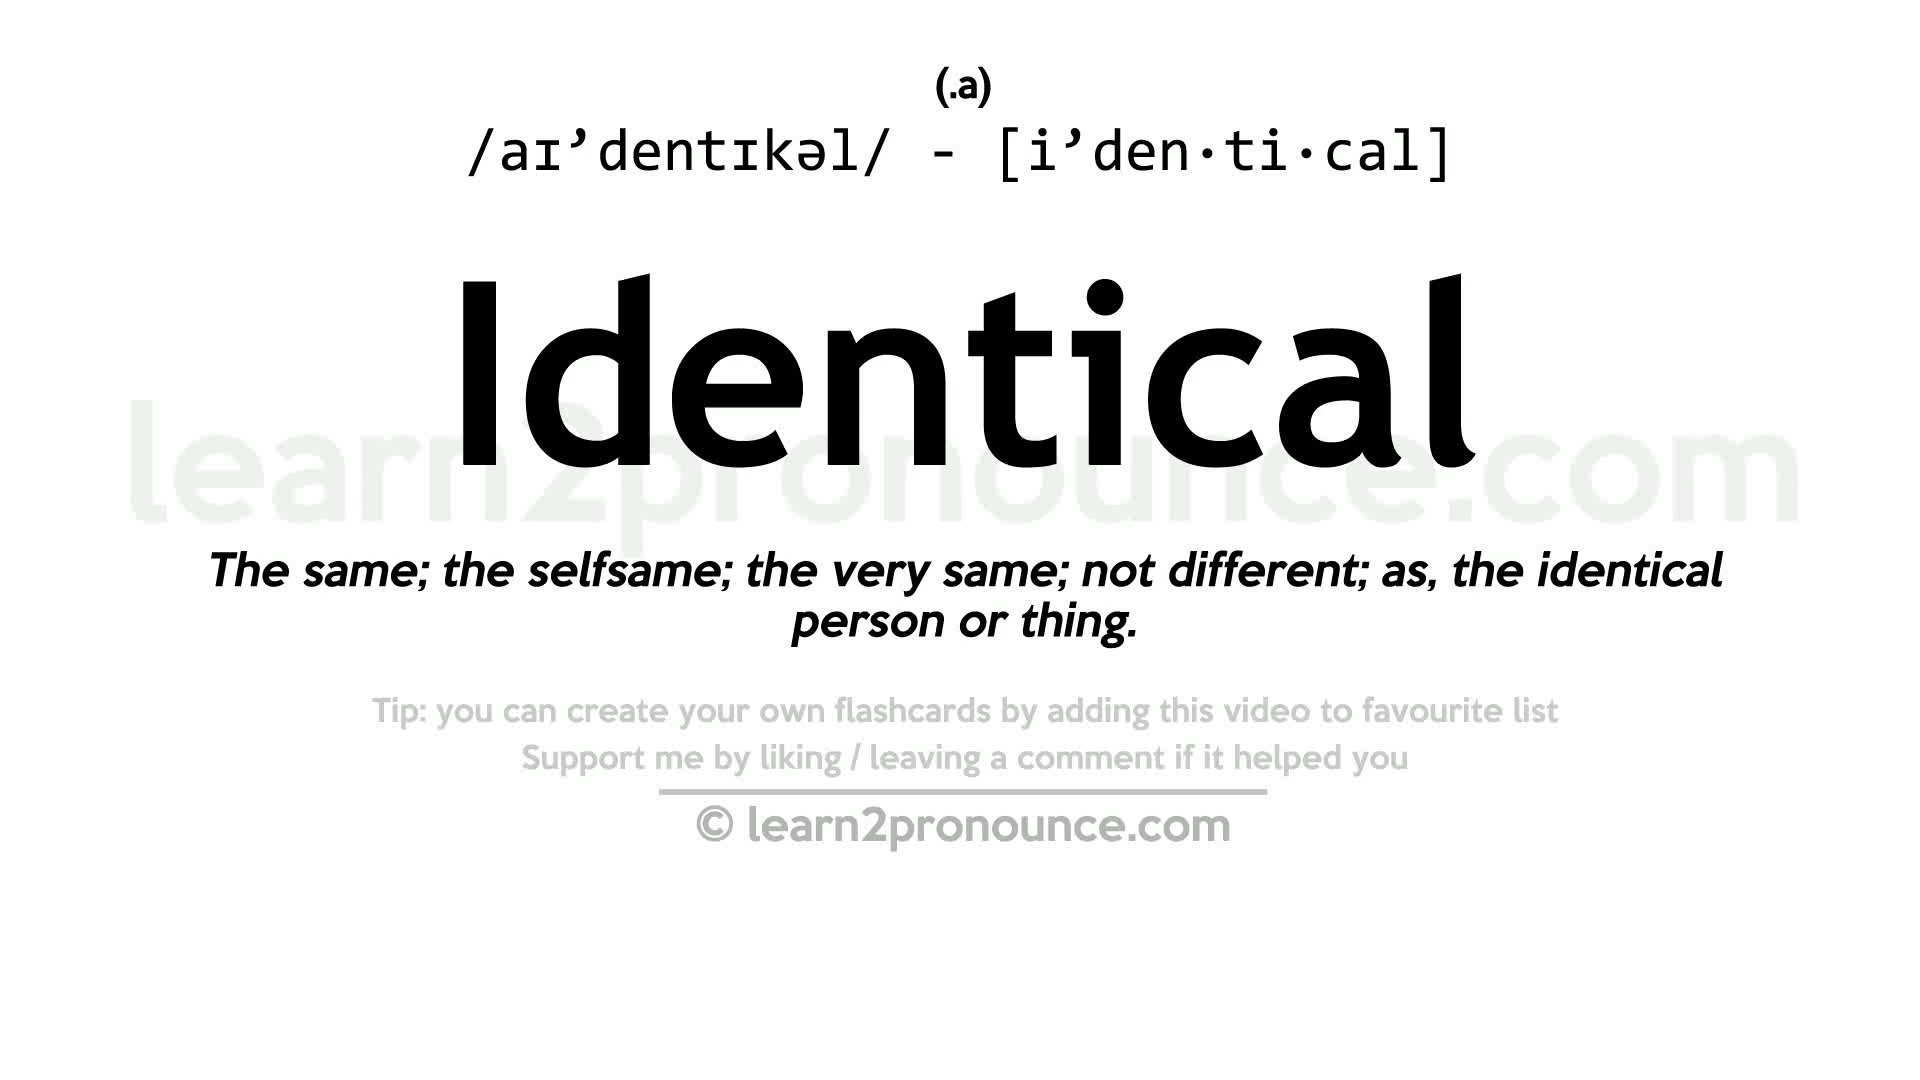 (.a)
/aɪ’dentɪkəl/ - [i’den·ti·cal]
Identical
learn2pronounce.com
The same; the selfsame; the very same; not different; as, the identical
person or thing.
Tip: you can create your own flashcards by adding this video to favourite list
Support me by liking / leaving a comment if it helped you
© learn2pronounce.com